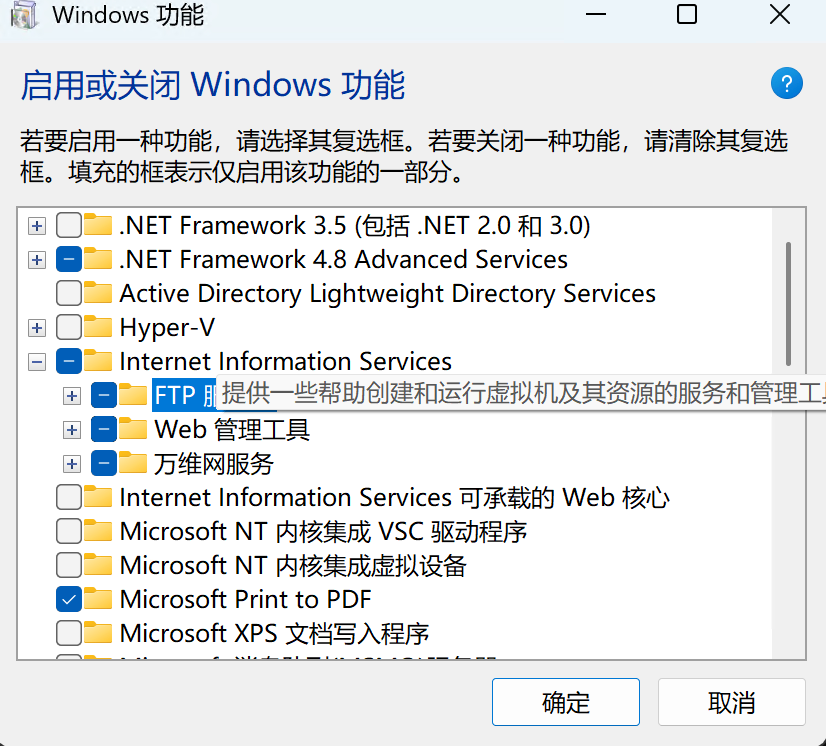 Windows 功能
启用或关闭 Windows 功能
?
若要启用一种功能，请选择其复选框。若要关闭一种功能，请清除其复选
框。填充的框表示仅启用该功能的一部分。
.NET Framework 3.5 (包括 .NET 2.0 和 3.0)
.NET Framework 4.8 Advanced Services
Active Directory Lightweight Directory Services
Hyper-V
Internet Information Services
FTP 提供一些帮助创建和运行虚拟机及其资源的服务和管理工
Web 管理工具
万维网服务
Internet Information Services 可承载的 Web 核心
Microsoft NT 内核集成 VSC 驱动程序
Microsoft NT 内核集成虚拟设备
Microsoft Print to PDF
Microsoft XPS 文档写入程序
确定
取消